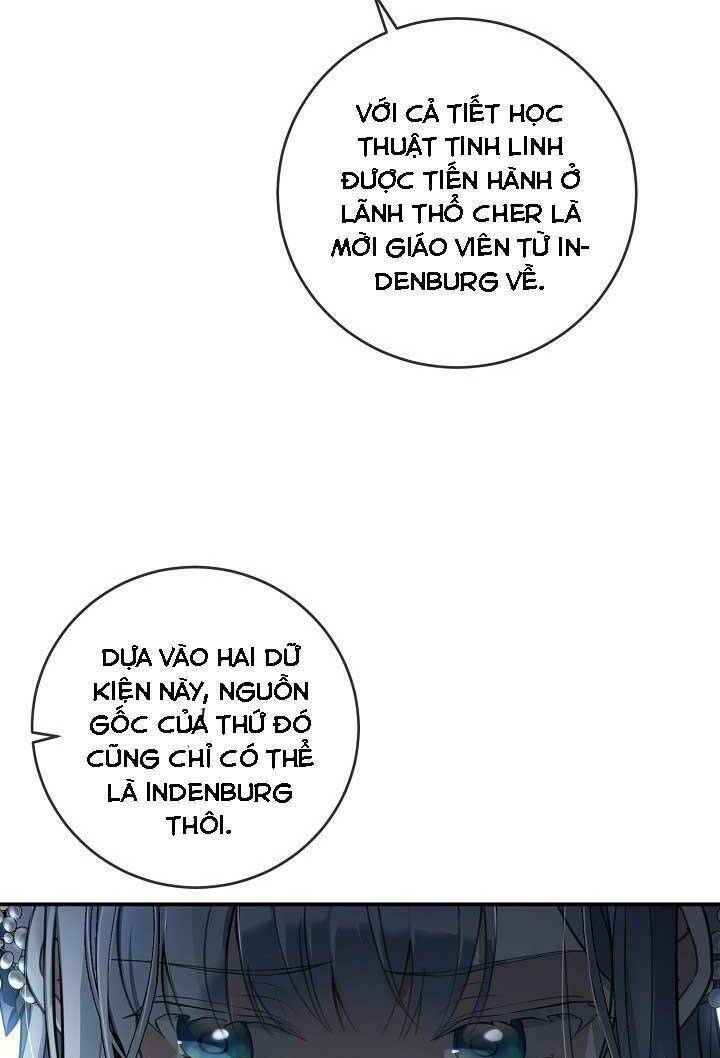 VỚI CẢ TIẾT HỌC
THUẬT TINH LINH
ĐƯỢC TIẾN HÀNH Ở
LÃNH THỔ CHER LÀ
MỜI GIÁO VIÊN TỪ IN-
DENBURG VỀ.
DỰA VÀO HAI DỮ
KIỆN NÀY, NGUỒN
GỐC CỦA THỨ ĐÓ
CŨNG CHỈ CÓ THỂ
LÀ INDENBURG
THÔI.